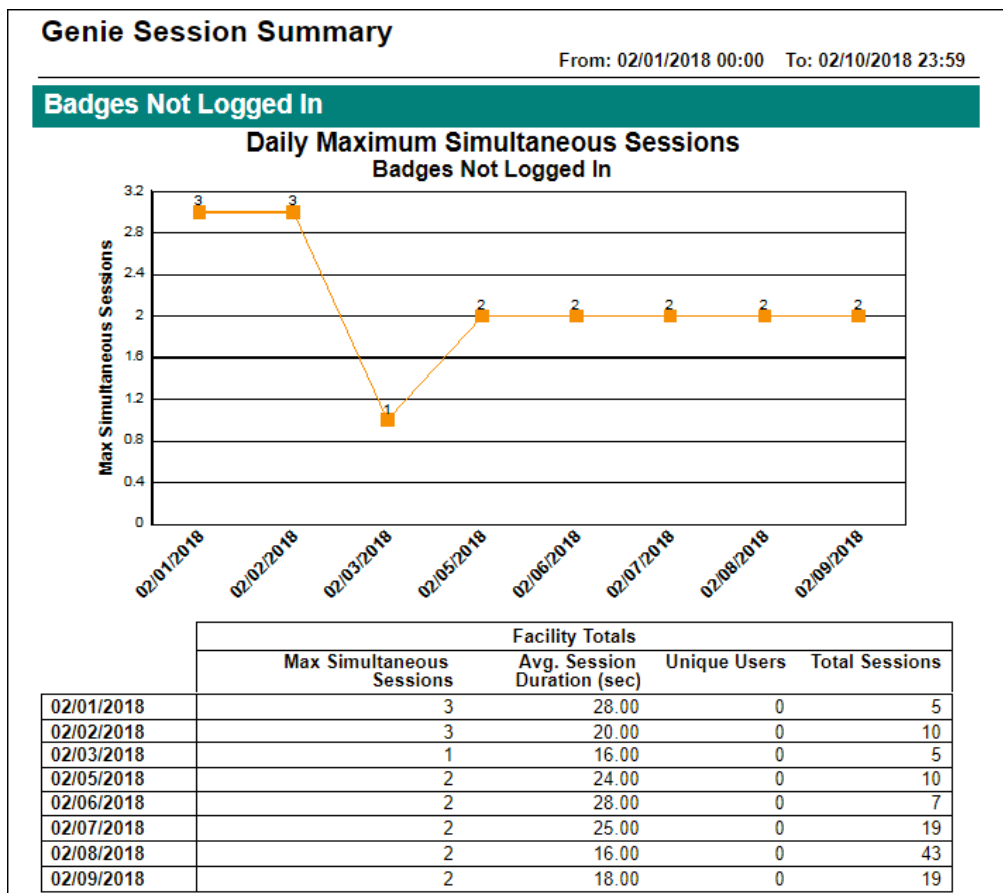 Genie Session Summary
From: 02/01/2018 00:00 To: 02/10/2018 23:59
Badges Not Logged In
Daily Maximum Simultaneous Sessions
Badges Not Logged In
Max Simultaneous Sessions
3.2
2.8
2.4
2
1.6
1.2
0.8
0.4
0
3
3
1
2
2
2
2
2
02/01/2018
02/02/2018
02/03/2018
02/05/2018
02/06/2018
02/07/2018
02/08/2018
02/09/2018
Facility Totals
Max Simultaneous Avg. Session Unique Users Total Sessions
Sessions Duration (sec)
02/01/2018 3 28.00 0 5
02/02/2018 3 20.00 0 10
02/03/2018 1 16.00 0 5
02/05/2018 2 24.00 0 10
02/06/2018 2 28.00 0 7
02/07/2018 2 25.00 0 19
02/08/2018 2 16.00 0 43
02/09/2018 2 18.00 0 19